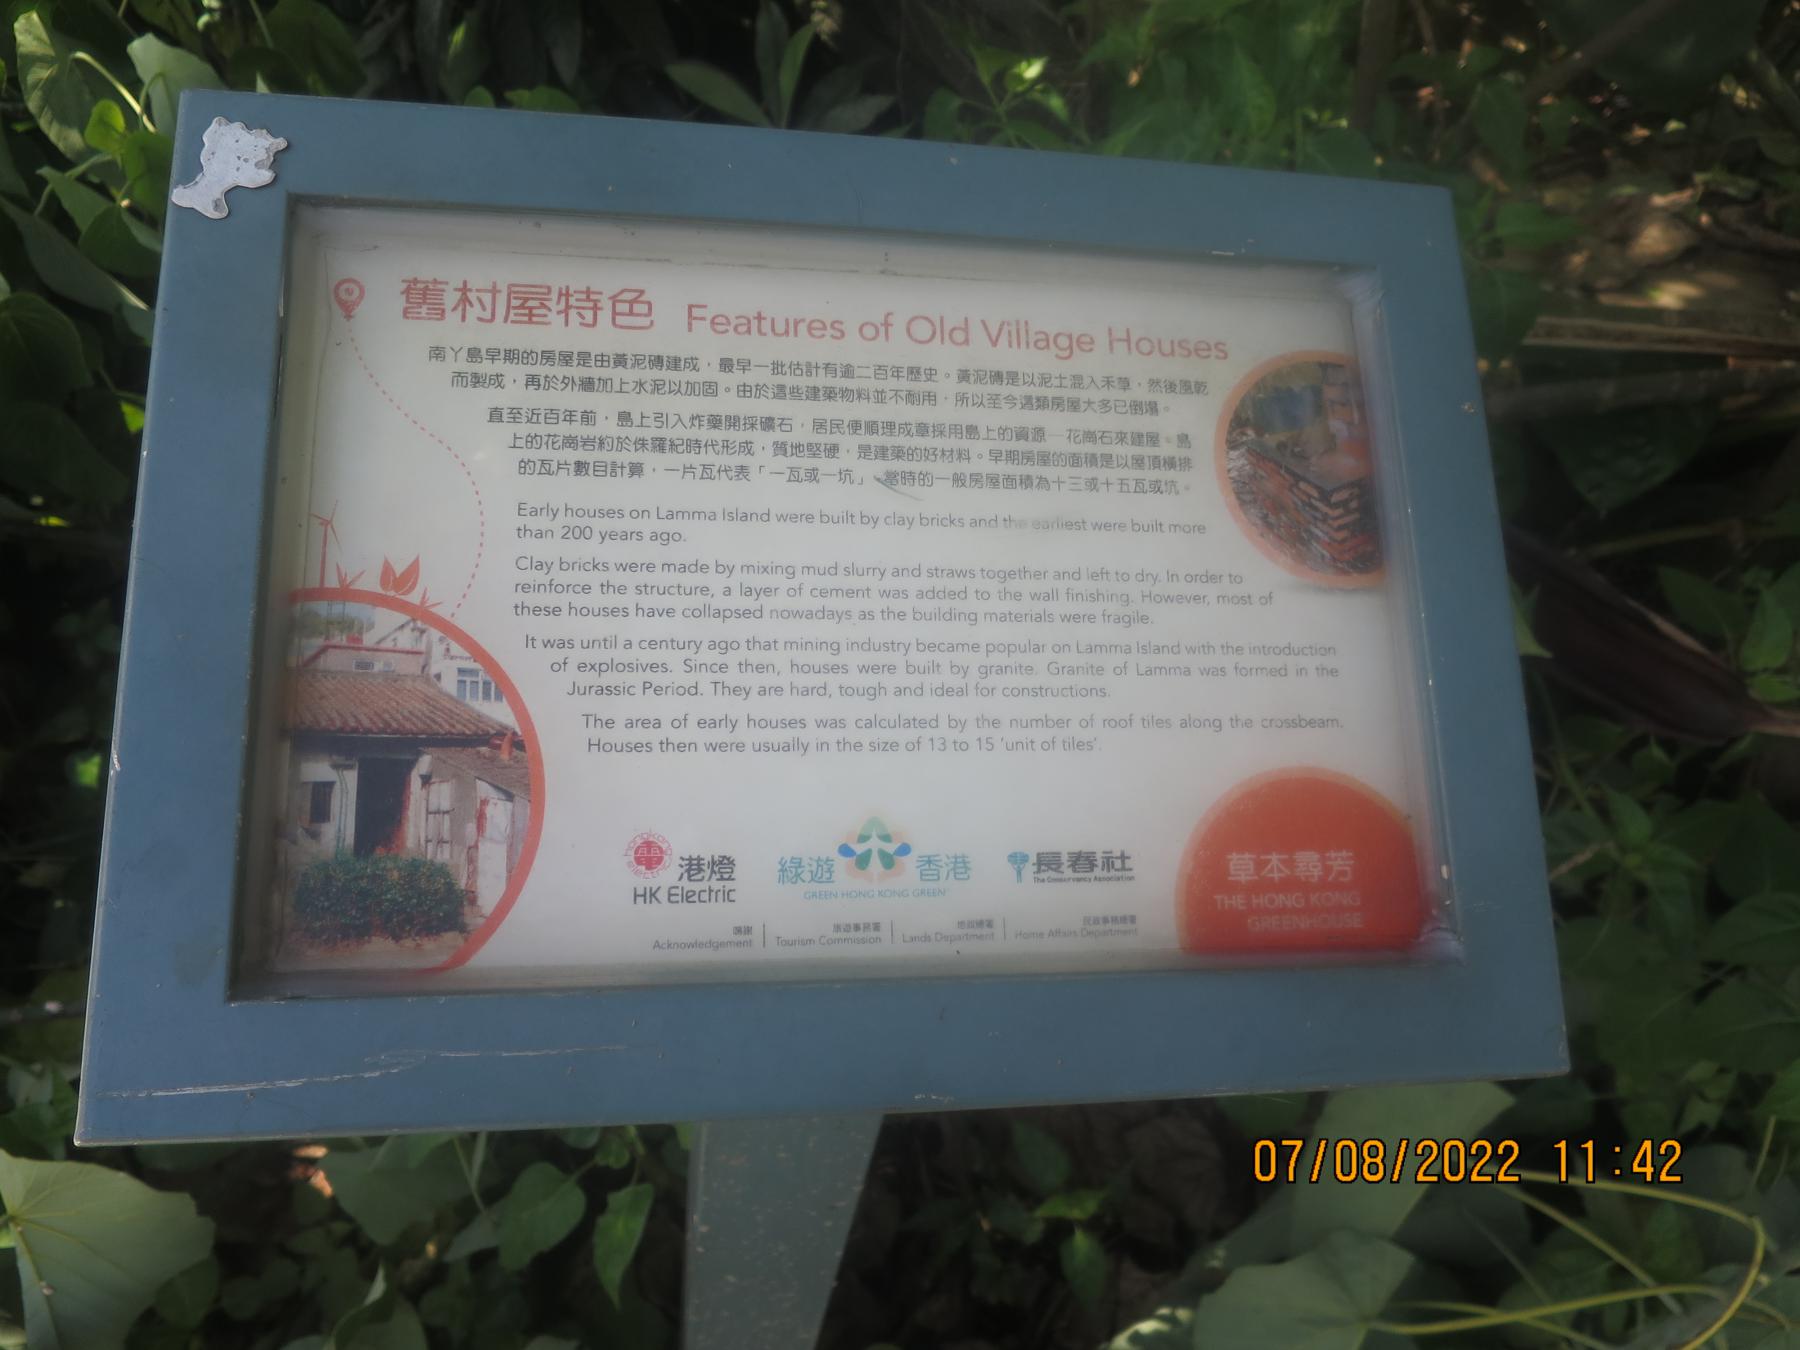 舊村屋特色 Features of Old Village Houses
南丫島早期的房屋是由黃泥磚建成，最早一批估計有逾二百年歷史。黃泥磚是以泥土混入禾草，然後風乾
而製成，再於外牆加上水泥以加固。由於這些建築物料並不耐用，所以至今這類房屋大多已倒塌。
直至近百年前，島上引入炸藥開採礦石，居民便順理成章採用島上的資源─花崗石來建屋。島
上的花崗岩約於侏羅紀時代形成，質地堅硬，是建築的好材料。早期房屋的面積是以屋頂橫排
的瓦片數目計算，一片瓦代表「一瓦或一坑」，當時的一般房屋面積為十三或十五瓦或坑。
Early houses on Lamma Island were built by clay bricks and the earliest were built more
than 200 years ago.
Clay bricks were made by mixing mud slurry and straws together and left to dry. In order to
reinforce the structure, a layer of cement was added to the wall finishing. However, most of
these houses have collapsed nowadays as the building materials were fragile.
It was until a century ago that mining industry became popular on Lamma Island with the introduction
of explosives. Since then, houses were built by granite. Granite of Lamma was formed in the
Jurassic Period. They are hard, tough and ideal for constructions.
The area of early houses was calculated by the number of roof tiles along the crossbeam.
Houses then were usually in the size of 13 to 15 'unit of tiles'.
hongkong electric
港燈
HK Electric
綠遊香港
GREEN HONG KONG GREEN
長春社
The Conservancy Association
草本尋芳
THE HONG KONG
GREENHOUSE
鳴謝 旅遊事務署 地政總署 民政事務總署
Acknowledgement Tourism Commission Lands Department Home Affairs Department
07/08/2022 11:42